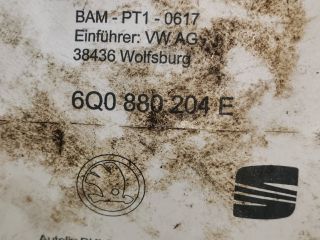 BAM - PT1 - 0617
Einführer: VW AG
38436 Wolfsburg
6Q0 880 204 E